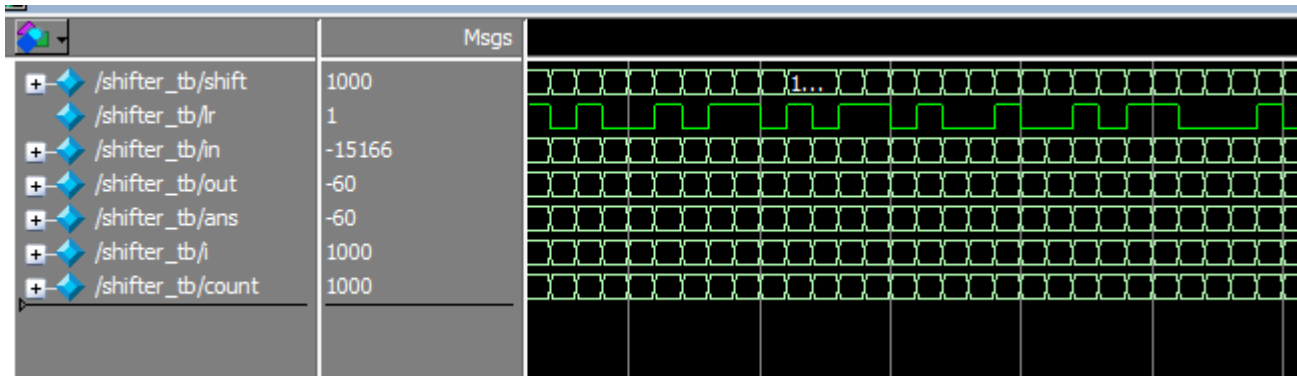 Msgs
/shifter_tb/shift 1000 1...
/shifter_tb/lr 1
/shifter_tb/in -15166
/shifter_tb/out -60
/shifter_tb/ans -60
/shifter_tb/i 1000
/shifter_tb/count 1000